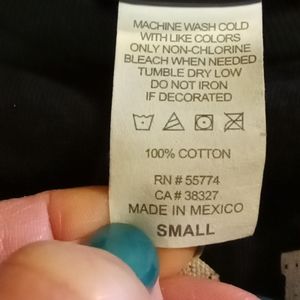 MACHINE WASH COLD
WITH LIKE COLORS
ONLY NON-CHLORINE
BLEACH WHEN NEEDED
TUMBLE DRY LOW
DO NOT IRON
IF DECORATED
100% COTTON
RN # 55774
CA # 38327
MADE IN MEXICO
SMALL